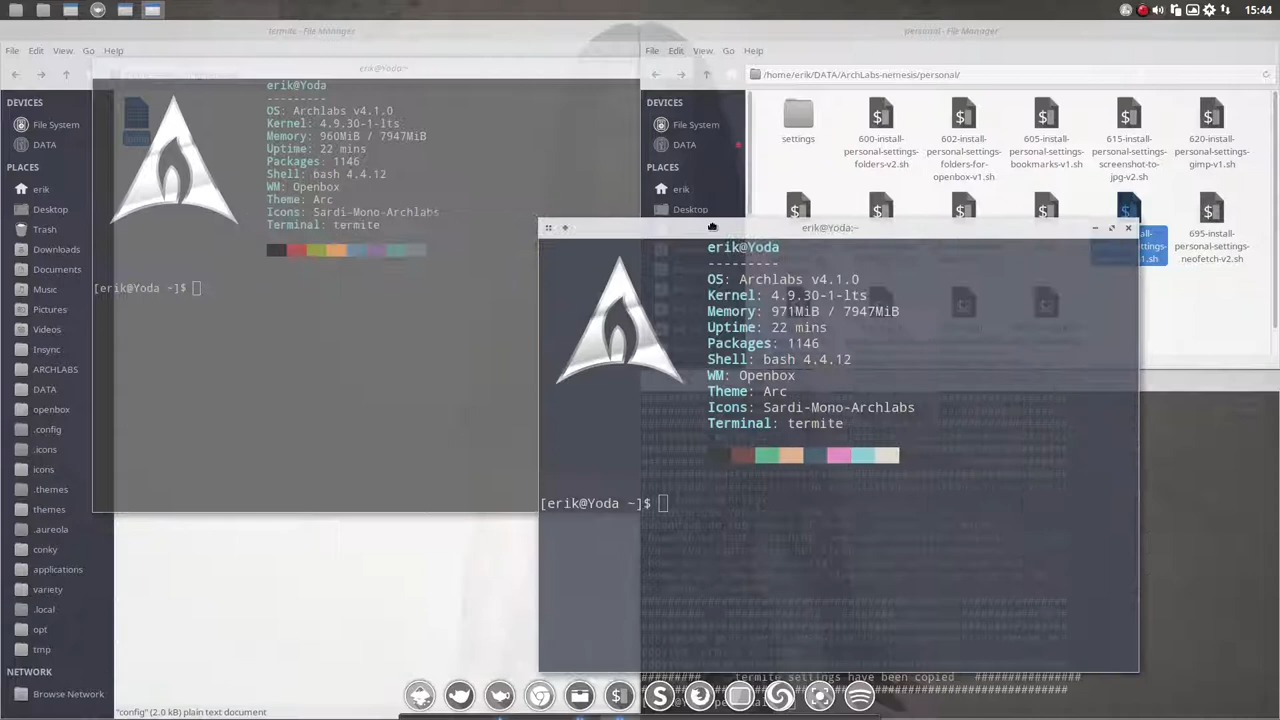 15:44
termite - File Manager
personal - File Manager
File Edit View Go Help
File Edit View Go Help
/home/erik/DATA/ArchLabs-nemesis/personal/
DEVICES
File System
DATA
PLACES
erik
Desktop
Trash
Downloads
Documents
Music
Pictures
Videos
Insync
ARCHLABS
DATA
openbox
.config
.icons
icons
.themes
themes
.aureola
conky
applications
variety
.local
opt
tmp
NETWORK
Browse Network
"config" (2.0 kB) plain text document
erik@Yoda:~
erik@Yoda
---------
OS: Archlabs v4.1.0
Kernel: 4.9.30-1-lts
Memory: 960MiB / 7947MiB
Uptime: 22 mins
Packages: 1146
Shell: bash 4.4.12
WM: Openbox
Theme: Arc
Icons: Sardi-Mono-Archlabs
Terminal: termite
[erik@Yoda ~]$
DEVICES
File System
DATA
PLACES
erik
Desktop
settings
600-install-personal-settings-folders-v2.sh
602-install-personal-settings-folders-for-openbox-v1.sh
605-install-personal-settings-bookmarks-v1.sh
615-install-personal-settings-screenshot-to-jpg-v2.sh
620-install-personal-settings-gimp-v1.sh
695-install-personal-settings-neofetch-v2.sh
erik@Yoda:~
erik@Yoda
---------
OS: Archlabs v4.1.0
Kernel: 4.9.30-1-lts
Memory: 971MiB / 7947MiB
Uptime: 22 mins
Packages: 1146
Shell: bash 4.4.12
WM: Openbox
Theme: Arc
Icons: Sardi-Mono-Archlabs
Terminal: termite
[erik@Yoda ~]$
termite settings have been copied ################